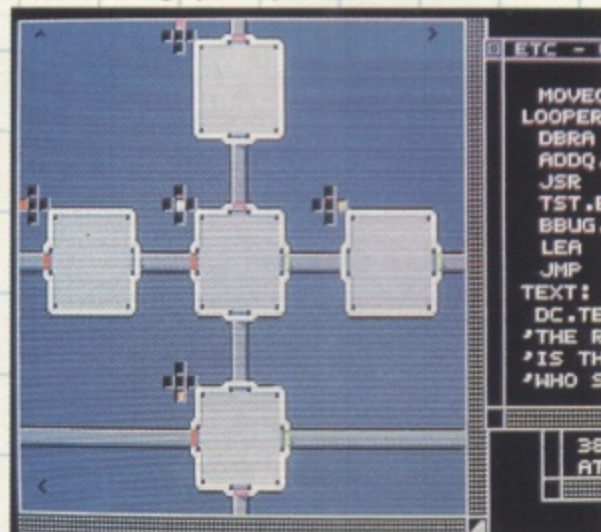 ETC -
MOVEQ
LOOPER
DBRA
ADDQ.
JSR
TST.B
BBUG.
LEA
JMP
TEXT:
DC.TE
'THE R
'IS TH
'WHO S
38
AT